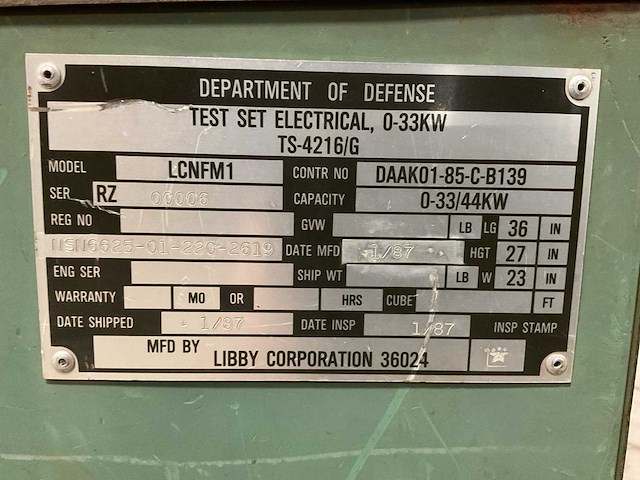 DEPARTMENT OF DEFENSE
TEST SET ELECTRICAL, 0-33KW
TS-4216/G
MODEL LCNFM1 CONTR NO DAAK01-85-C-B139
SER RZ 00006 CAPACITY 0-33/44KW
REG NO GVW LB LG 36 IN
NSN6625-01-220-2619 DATE MFD 1/87 HGT 27 IN
ENG SER SHIP WT LB W 23 IN
WARRANTY MO OR HRS CUBE FT
DATE SHIPPED 1/87 DATE INSP 1/87 INSP STAMP
MFD BY LIBBY CORPORATION 36024